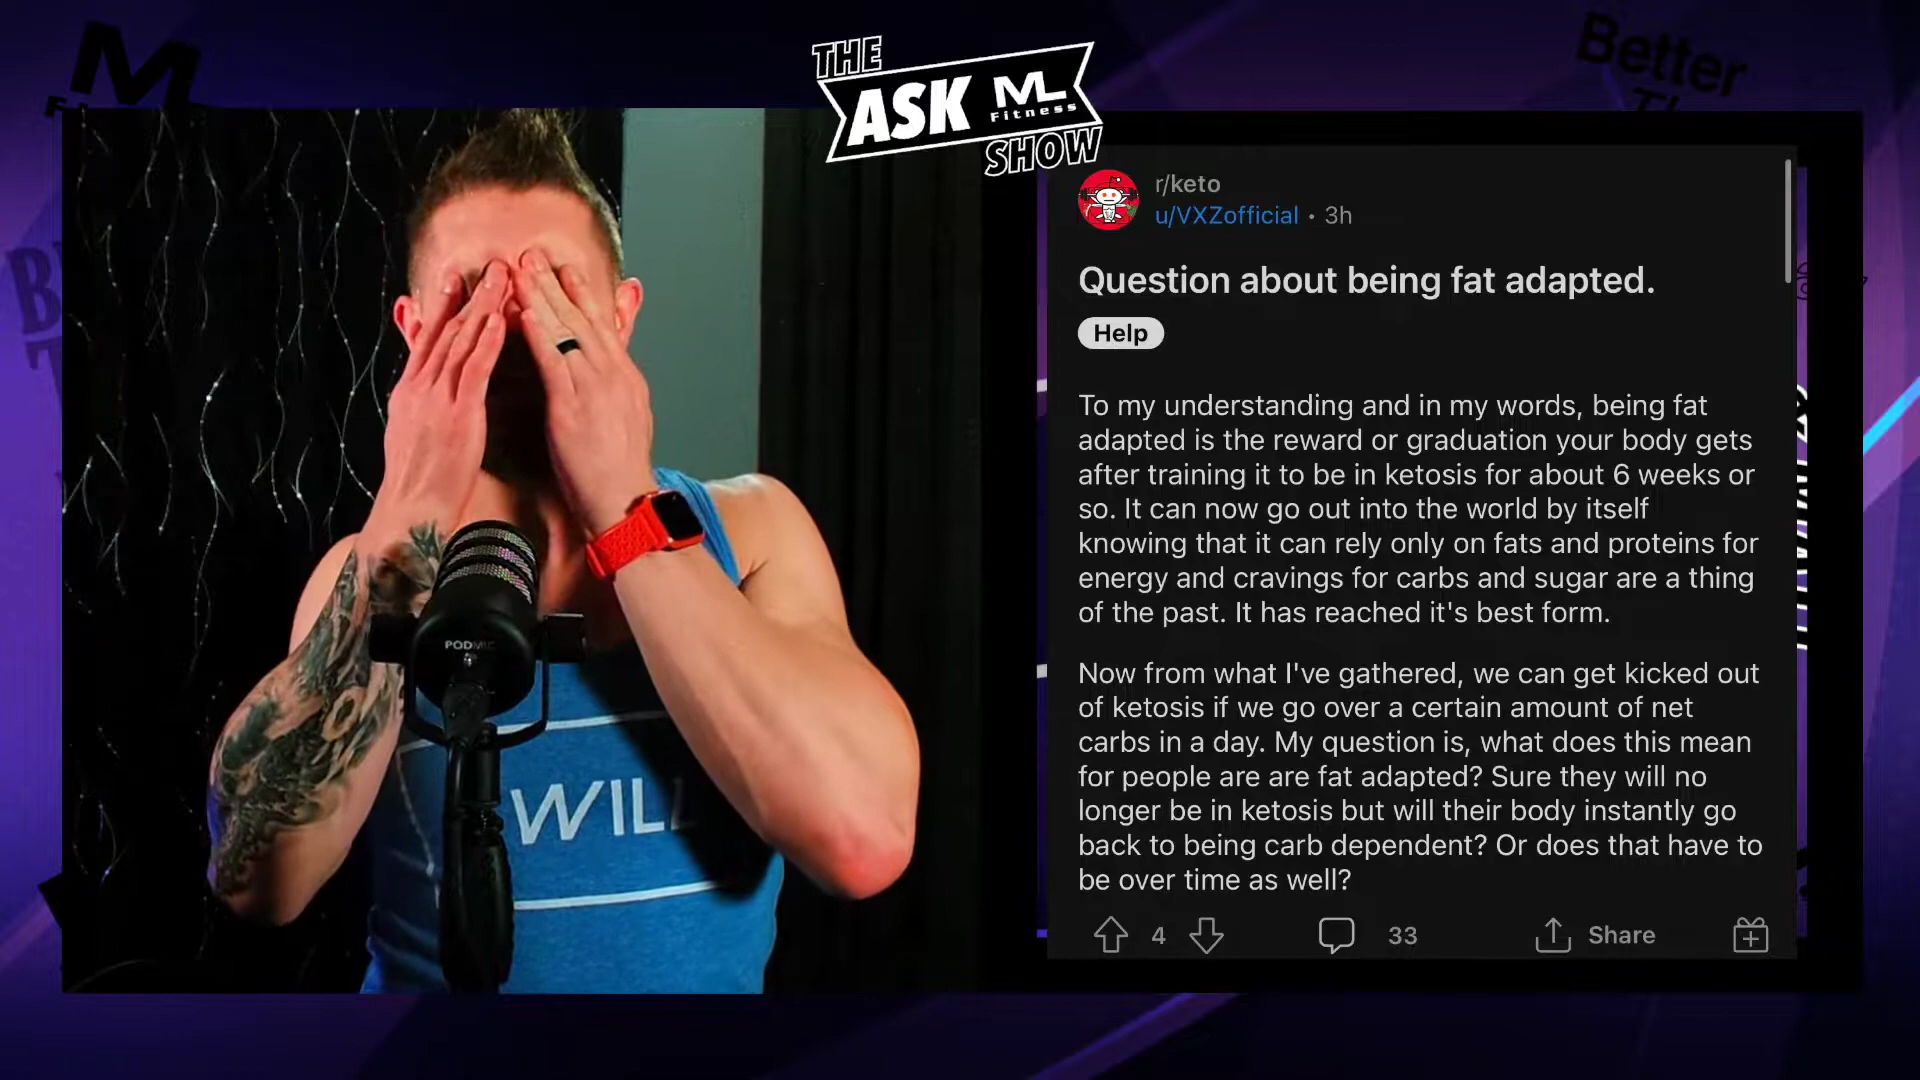 THE
ASK ML
Fitness
SHOW
Better
r/keto
u/VXZofficial • 3h
Question about being fat adapted.
Help
To my understanding and in my words, being fat
adapted is the reward or graduation your body gets
after training it to be in ketosis for about 6 weeks or
so. It can now go out into the world by itself
knowing that it can rely only on fats and proteins for
energy and cravings for carbs and sugar are a thing
of the past. It has reached it's best form.
Now from what I've gathered, we can get kicked out
of ketosis if we go over a certain amount of net
carbs in a day. My question is, what does this mean
for people are are fat adapted? Sure they will no
longer be in ketosis but will their body instantly go
back to being carb dependent? Or does that have to
be over time as well?
4
33
Share
PODMIC
WILL